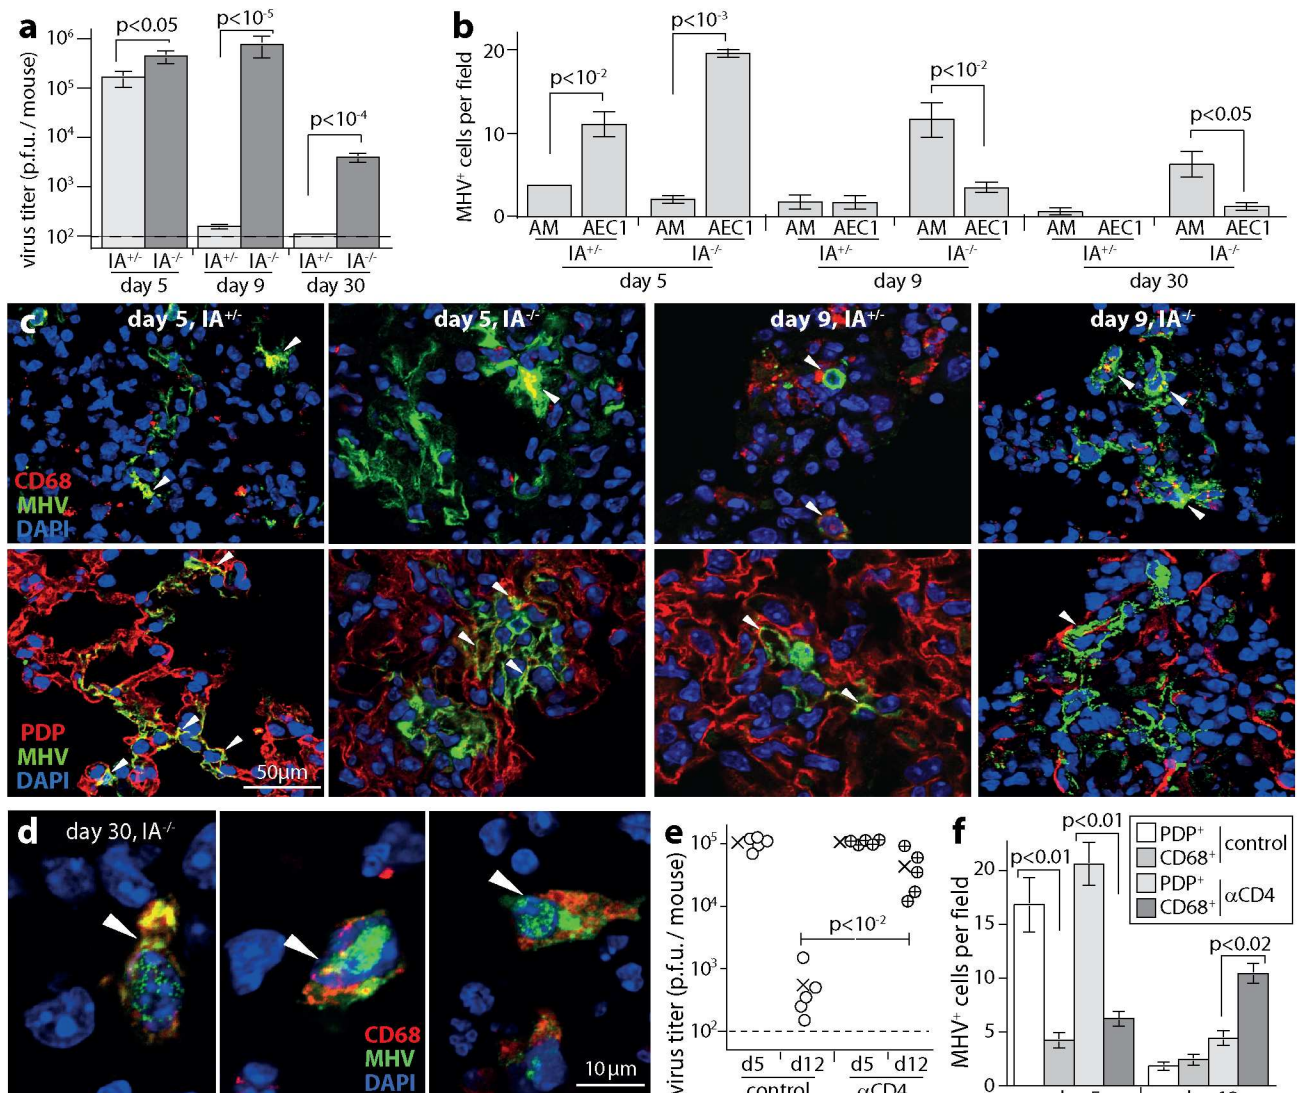 a
virus titer (p.f.u./ mouse)
10⁶
10⁵
10⁴
10³
10²
p<0.05
p<10⁻⁵
p<10⁻⁴
IA⁺/⁻ IA⁻/⁻ IA⁺/⁻ IA⁻/⁻ IA⁺/⁻ IA⁻/⁻
day 5 day 9 day 30
b
MHV⁺ cells per field
20
10
0
p<10⁻²
p<10⁻³
p<10⁻²
p<0.05
AM AEC1 AM AEC1 AM AEC1 AM AEC1 AM AEC1 AM AEC1
IA⁺/⁻ IA⁻/⁻ IA⁺/⁻ IA⁻/⁻ IA⁺/⁻ IA⁻/⁻
day 5 day 9 day 30
c
day 5, IA⁺/⁻
day 5, IA⁻/⁻
day 9, IA⁺/⁻
day 9, IA⁻/⁻
CD68
MHV
DAPI
PDP
MHV
DAPI
50µm
d
day 30, IA⁻/⁻
CD68
MHV
DAPI
10 µm
e
virus titer (p.f.u./ mouse)
10⁵
10⁴
10³
10²
p<10⁻²
d5 d12 d5 d12
control αCD4
f
MHV⁺ cells per field
20
15
10
5
0
p<0.01
p<0.01
p<0.02
PDP⁺
CD68⁺
control
PDP⁺
CD68⁺
αCD4